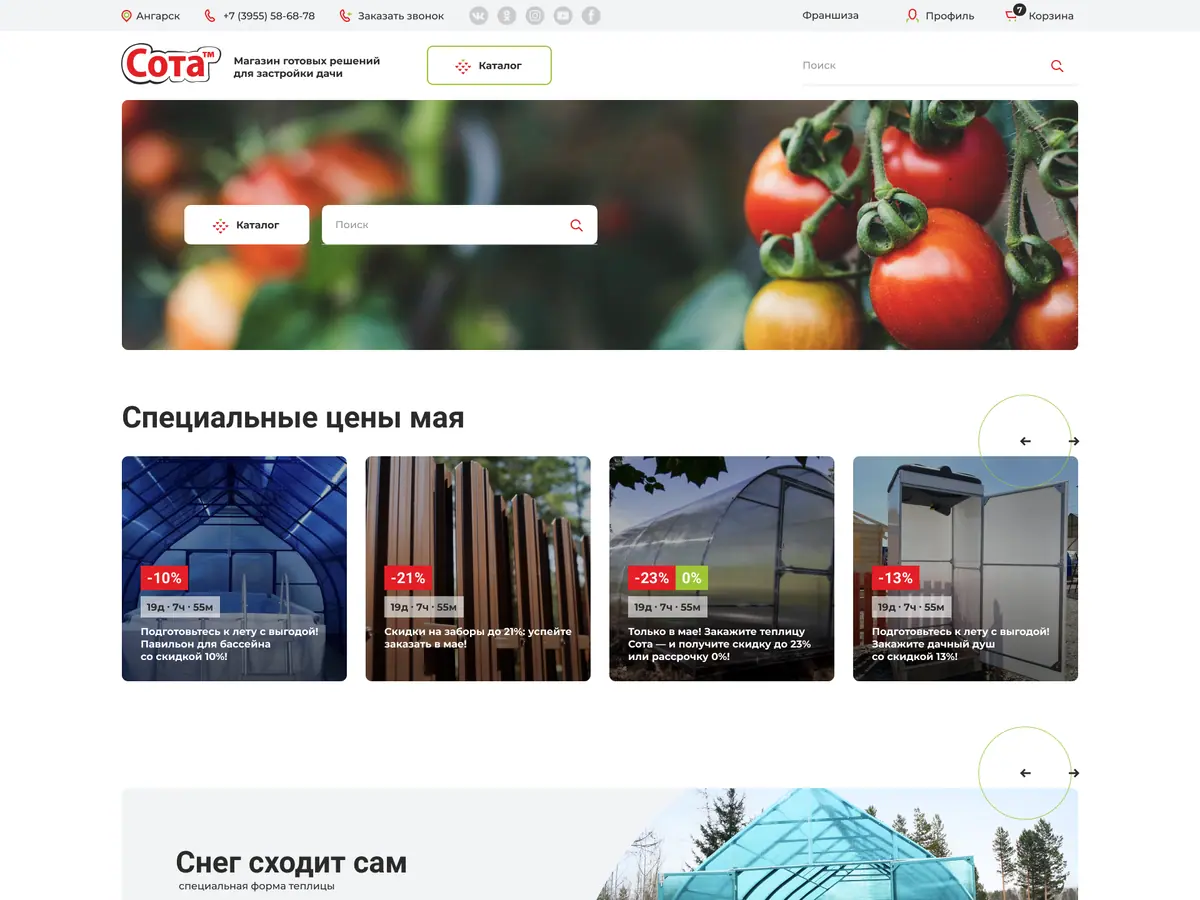 Ангарск
+7 (3955) 58-68-78
Заказать звонок
Франшиза
Профиль
7
Корзина
Сота™
Магазин готовых решений
для застройки дачи
Каталог
Поиск
Каталог
Поиск
Специальные цены мая
-10%
19д · 7ч · 55м
Подготовьтесь к лету с выгодой!
Павильон для бассейна
со скидкой 10%!
-21%
19д · 7ч · 55м
Скидки на заборы до 21%: успейте
заказать в мае!
-23% 0%
19д · 7ч · 55м
Только в мае! Закажите теплицу
Сота — и получите скидку до 23%
или рассрочку 0%!
-13%
19д · 7ч · 55м
Подготовьтесь к лету с выгодой!
Закажите дачный душ
со скидкой 13%!
Снег сходит сам
специальная форма теплицы